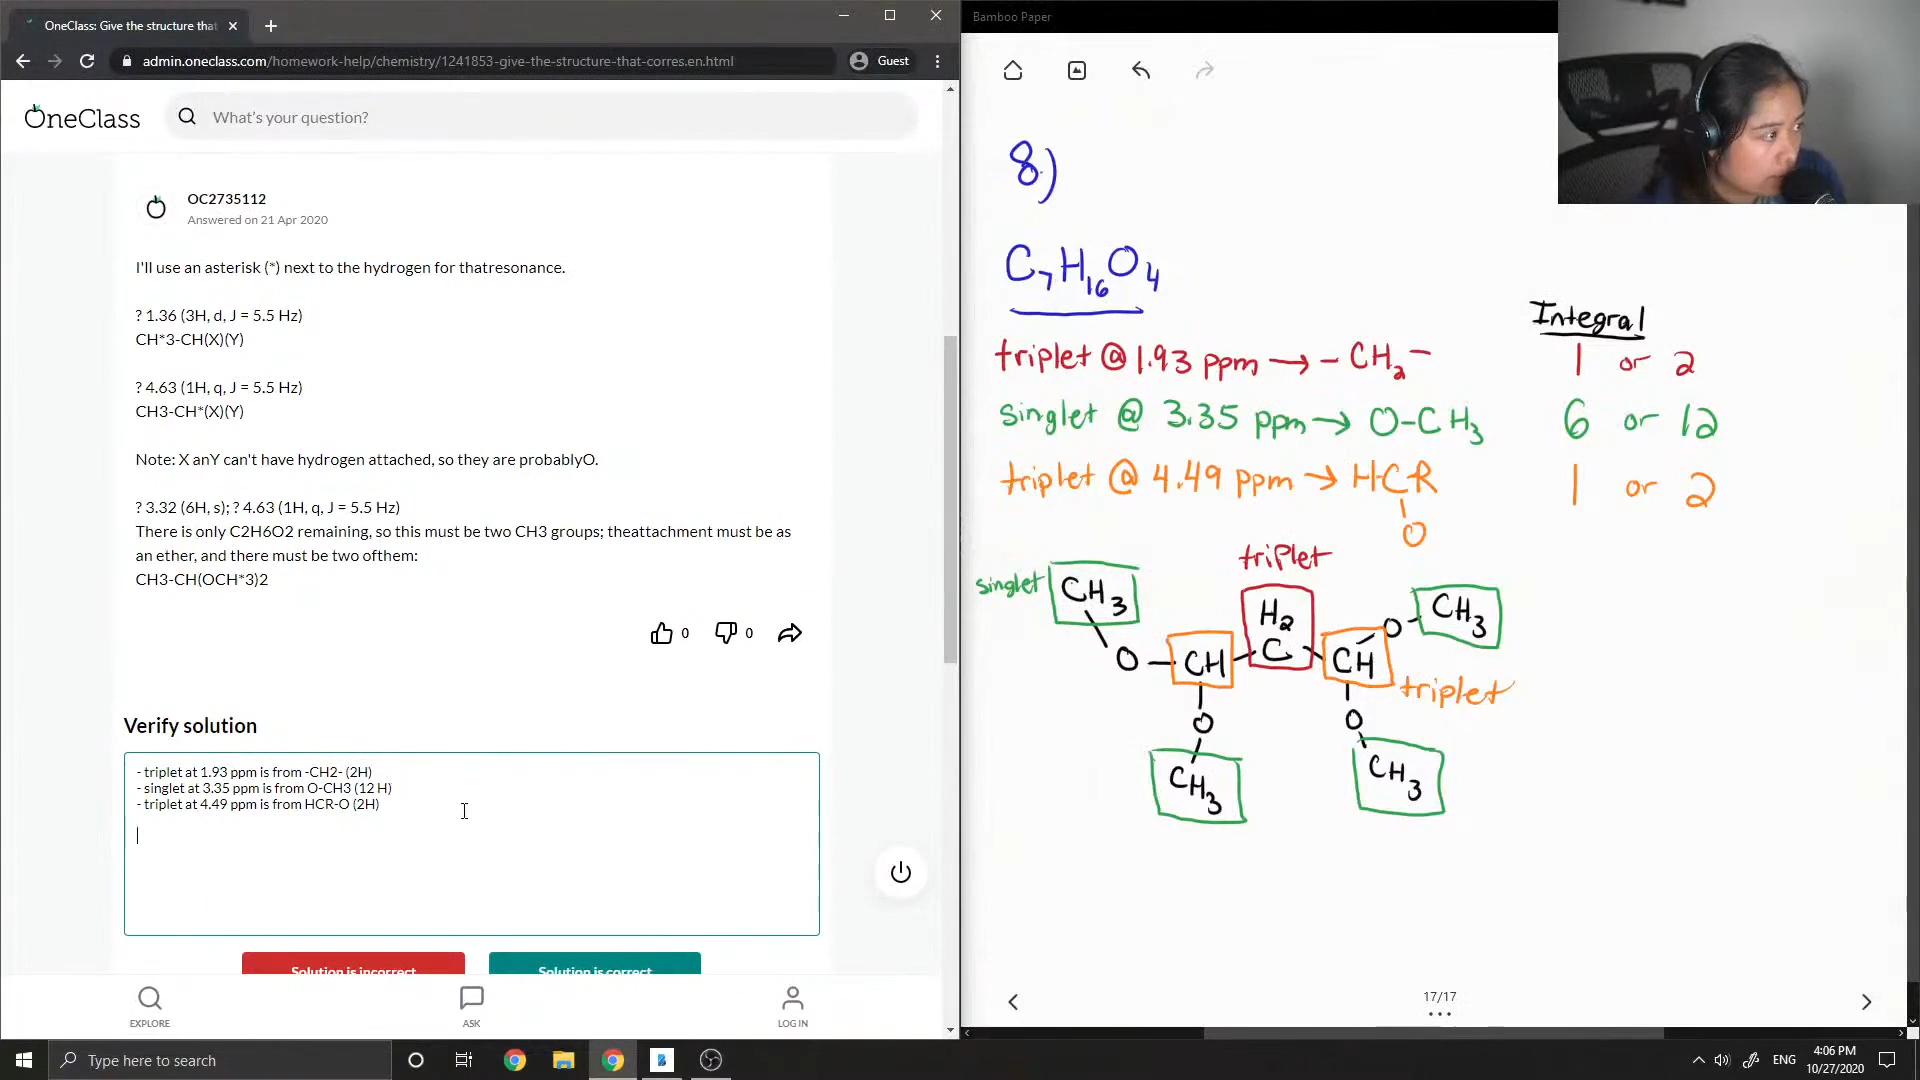 OneClass: Give the structure that
admin.oneclass.com/homework-help/chemistry/1241853-give-the-structure-that-corres.en.html
Guest
OneClass
What's your question?
OC2735112
Answered on 21 Apr 2020
I'll use an asterisk (*) next to the hydrogen for thatresonance.
? 1.36 (3H, d, J = 5.5 Hz)
CH*3-CH(X)(Y)
? 4.63 (1H, q, J = 5.5 Hz)
CH3-CH*(X)(Y)
Note: X anY can't have hydrogen attached, so they are probablyO.
? 3.32 (6H, s); ? 4.63 (1H, q, J = 5.5 Hz)
There is only C2H6O2 remaining, so this must be two CH3 groups; theattachment must be as
an ether, and there must be two ofthem:
CH3-CH(OCH*3)2
0
0
Verify solution
- triplet at 1.93 ppm is from -CH2- (2H)
- singlet at 3.35 ppm is from O-CH3 (12 H)
- triplet at 4.49 ppm is from HCR-O (2H)
Solution is incorrect
Solution is correct
EXPLORE
ASK
LOG IN
Bamboo Paper
8.)
C7H16O4
Integral
triplet @ 1.93 ppm → - CH2 - 1 or 2
singlet @ 3.35 ppm → O-CH3 6 or 12
triplet @ 4.49 ppm → HCR 1 or 2
O
triplet
singlet CH3 H2 O CH3
O CH C CH triplet
O O
CH3 CH3
17/17
Type here to search
ENG
4:06 PM
10/27/2020